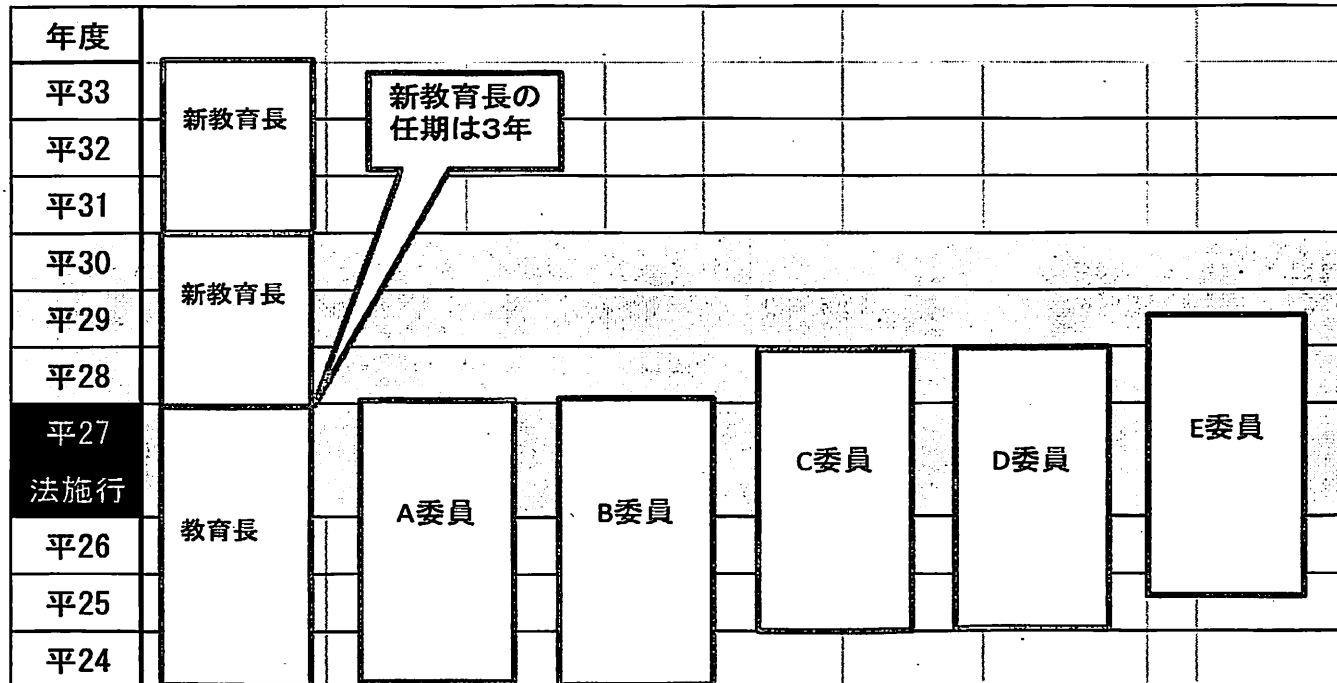 年度
平33
平32
平31
平30
平29
平28
平27
法施行
平26
平25
平24
新教育長
新教育長
教育長
新教育長の
任期は3年
A委員
B委員
C委員
D委員
E委員